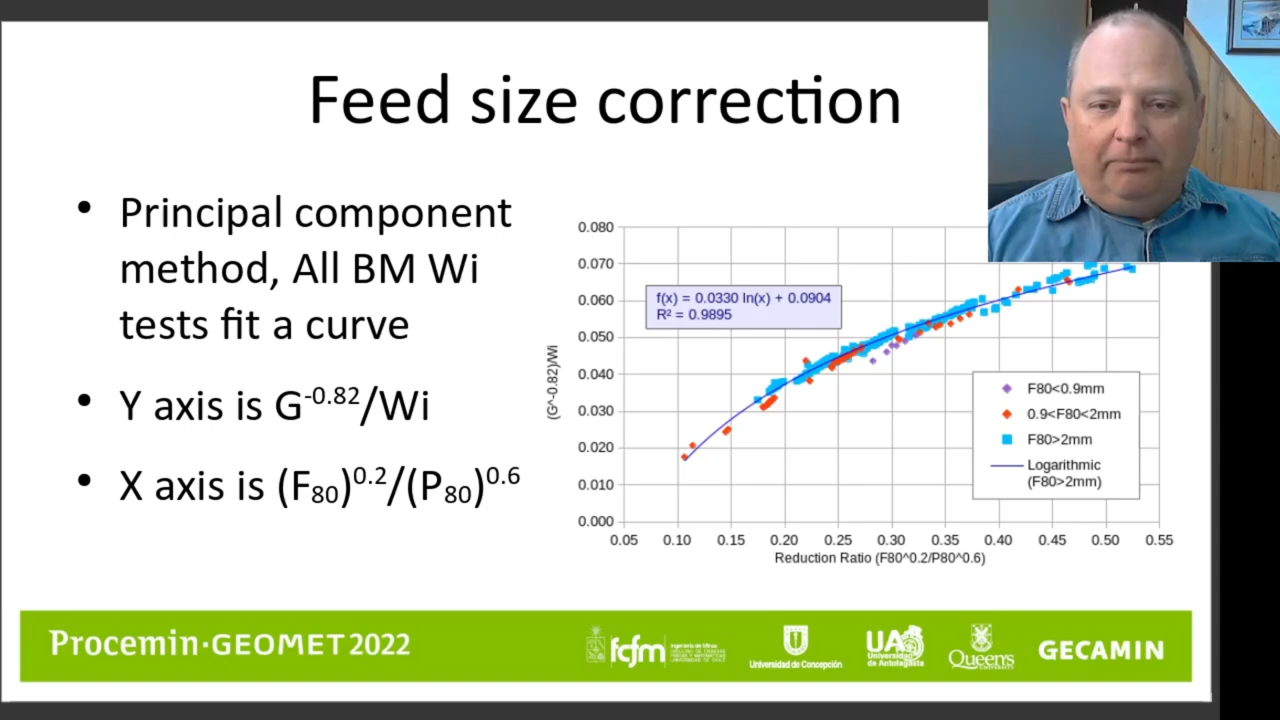 Feed size correction
• Principal component
method, All BM Wi
tests fit a curve
• Y axis is G^-0.82/Wi
• X axis is (F80)^0.2/(P80)^0.6
(G^-0.82)/Wi
0.080
0.070
0.060
0.050
0.040
0.030
0.020
0.010
0.000
f(x) = 0.0330 ln(x) + 0.0904
R² = 0.9895
F80<0.9mm
0.9<F80<2mm
F80>2mm
Logarithmic
(F80>2mm)
0.05 0.10 0.15 0.20 0.25 0.30 0.35 0.40 0.45 0.50 0.55
Reduction Ratio (F80^0.2/P80^0.6)
Procemin·GEOMET 2022
fcfm
Ingeniería de Minas
Universidad de Concepción
UA
Universidad
de Antofagasta
Queen's
UNIVERSITY
GECAMIN